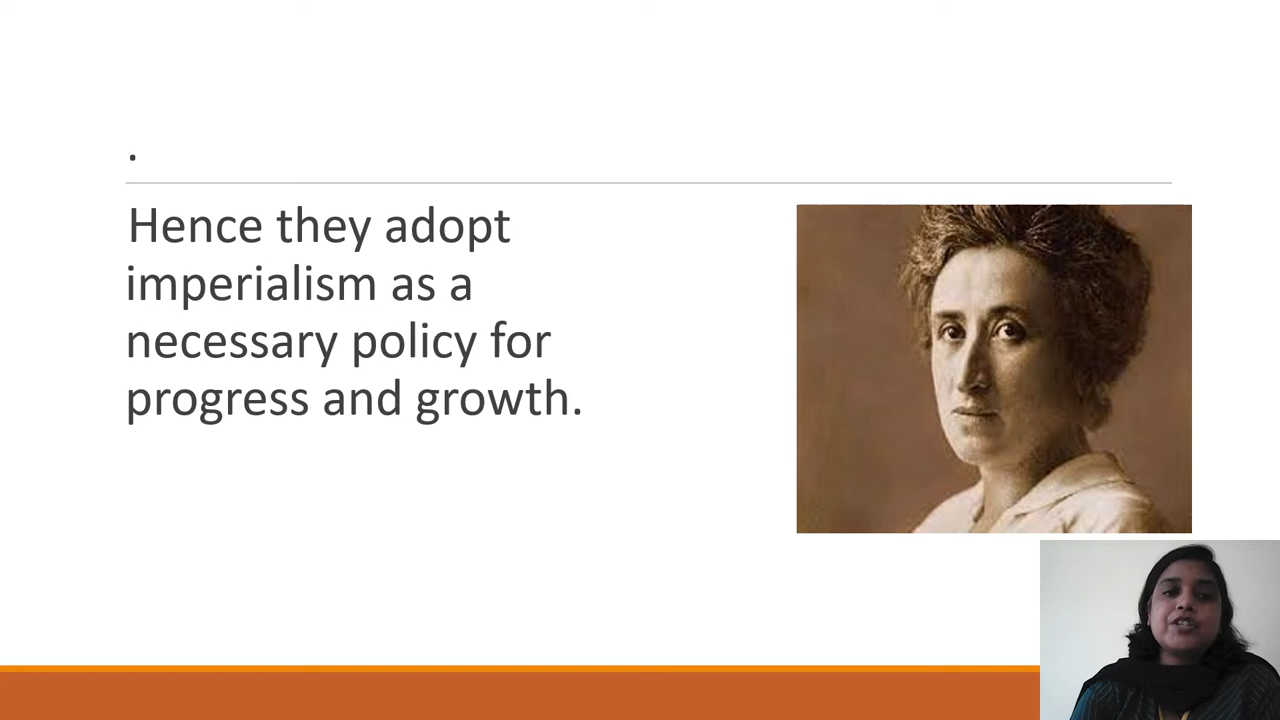 .
Hence they adopt
imperialism as a
necessary policy for
progress and growth.